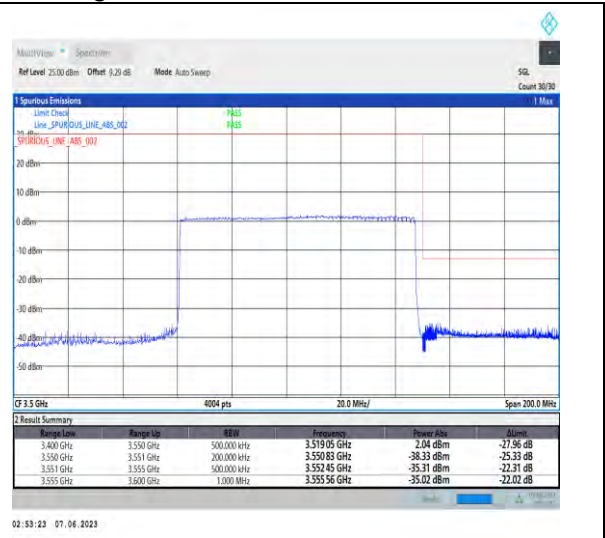 MultiView Spectrum
Ref Level 25.00 dBm Offset 9.29 dB Mode Auto Sweep SGL
Count 30/30
1 Spurious Emissions 1 Max
Limit Check PASS
Line _SPURIOUS_LINE_ABS_002 PASS
_SPURIOUS_LINE_ABS_002
20 dBm
10 dBm
0 dBm
-10 dBm
-20 dBm
-30 dBm
-40 dBm
-50 dBm
CF 3.5 GHz 4004 pts 20.0 MHz/ Span 200.0 MHz
2 Result Summary
Range Low Range Up RBW Frequency Power Abs ΔLimit
3.400 GHz 3.550 GHz 500.000 kHz 3.51905 GHz 2.04 dBm -27.96 dB
3.550 GHz 3.551 GHz 200.000 kHz 3.55083 GHz -38.33 dBm -25.33 dB
3.551 GHz 3.555 GHz 500.000 kHz 3.55245 GHz -35.31 dBm -22.31 dB
3.555 GHz 3.600 GHz 1.000 MHz 3.55556 GHz -35.02 dBm -22.02 dB
02:53:23 07.06.2023